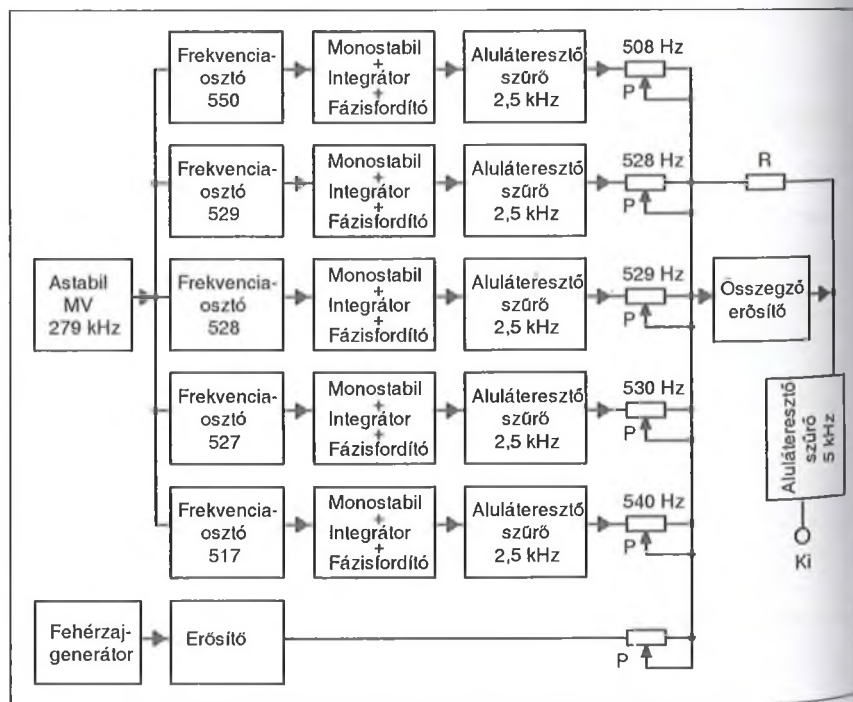 Frekvencia-
osztó
550
Monostabil
+
Integrátor
+
Fázisfordító
Aluláteresztő
szűrő
2,5 kHz
508 Hz
P
Frekvencia-
osztó
529
Monostabil
+
Integrátor
+
Fázisfordító
Aluláteresztő
szűrő
2,5 kHz
528 Hz
P
R
Astabil
MV
279 kHz
Frekvencia-
osztó
528
Monostabil
+
Integrátor
+
Fázisfordító
Aluláteresztő
szűrő
2,5 kHz
529 Hz
P
Összegző
erősítő
Frekvencia-
osztó
527
Monostabil
+
Integrátor
+
Fázisfordító
Aluláteresztő
szűrő
2,5 kHz
530 Hz
P
Aluláteresztő
szűrő
5 kHz
Ki
Frekvencia-
osztó
517
Monostabil
+
Integrátor
+
Fázisfordító
Aluláteresztő
szűrő
2,5 kHz
540 Hz
P
Fehérzaj-
generátor
Erősítő
P